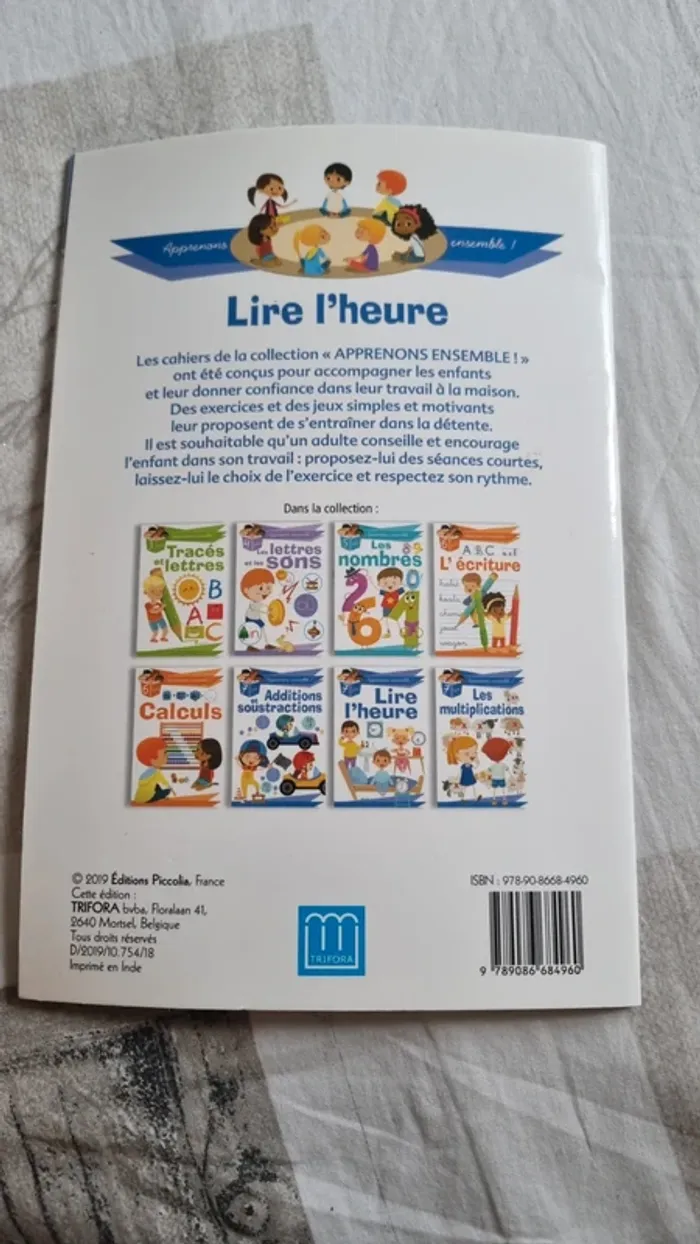 Apprenons ensemble !
Lire l'heure
Les cahiers de la collection « APPRENONS ENSEMBLE ! »
ont été conçus pour accompagner les enfants
et leur donner confiance dans leur travail à la maison.
Des exercices et des jeux simples et motivants
leur proposent de s'entraîner dans la détente.
Il est souhaitable qu'un adulte conseille et encourage
l'enfant dans son travail : proposez-lui des séances courtes,
laissez-lui le choix de l'exercice et respectez son rythme.
Dans la collection :
Tracés
et lettres
A B C
Les lettres
et les sons
Les
nombres
2 6 4
A B C
L'écriture
Calculs
Additions
et soustractions
Lire
l'heure
Les
multiplications
© 2019 Éditions Piccolia, France
Cette édition :
TRIFORA bvba, Floralaan 41,
2640 Mortsel, Belgique
Tous droits réservés
D/2019/10.754/18
Imprimé en Inde
TRIFORA
ISBN : 978-90-8668-4960
9 789086 684960